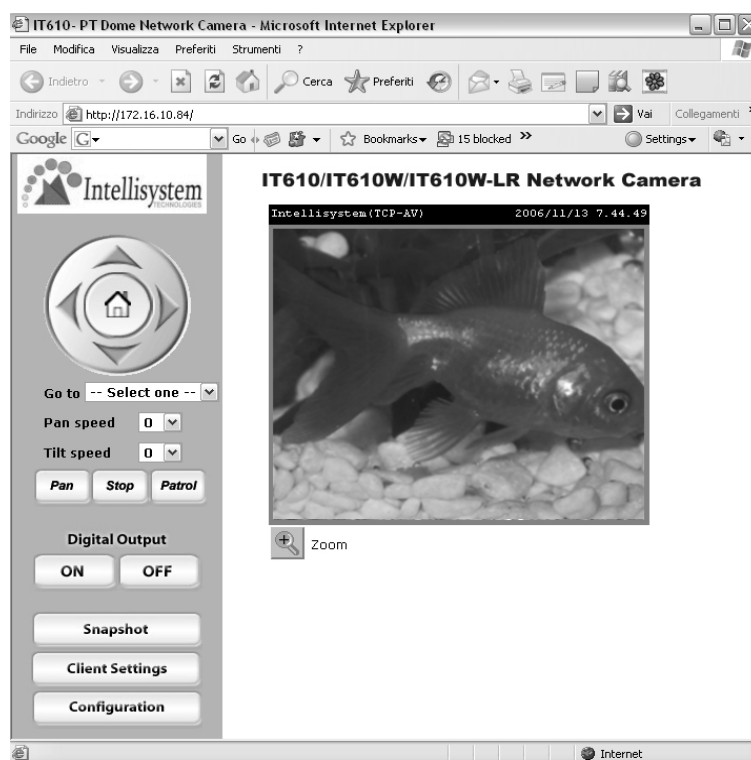 IT610- PT Dome Network Camera - Microsoft Internet Explorer
File Modifica Visualizza Preferiti Strumenti ?
Indietro Cerca Preferiti
Indirizzo http://172.16.10.84/ Vai Collegamenti »
Google G Go Bookmarks 15 blocked » Settings
Intellisystem
TECHNOLOGIES
IT610/IT610W/IT610W-LR Network Camera
Intellisystem(TCP-AV) 2006/11/13 7.44.49
Go to -- Select one --
Pan speed 0
Tilt speed 0
Pan Stop Patrol
Digital Output
ON OFF
Zoom
Snapshot
Client Settings
Configuration
Internet